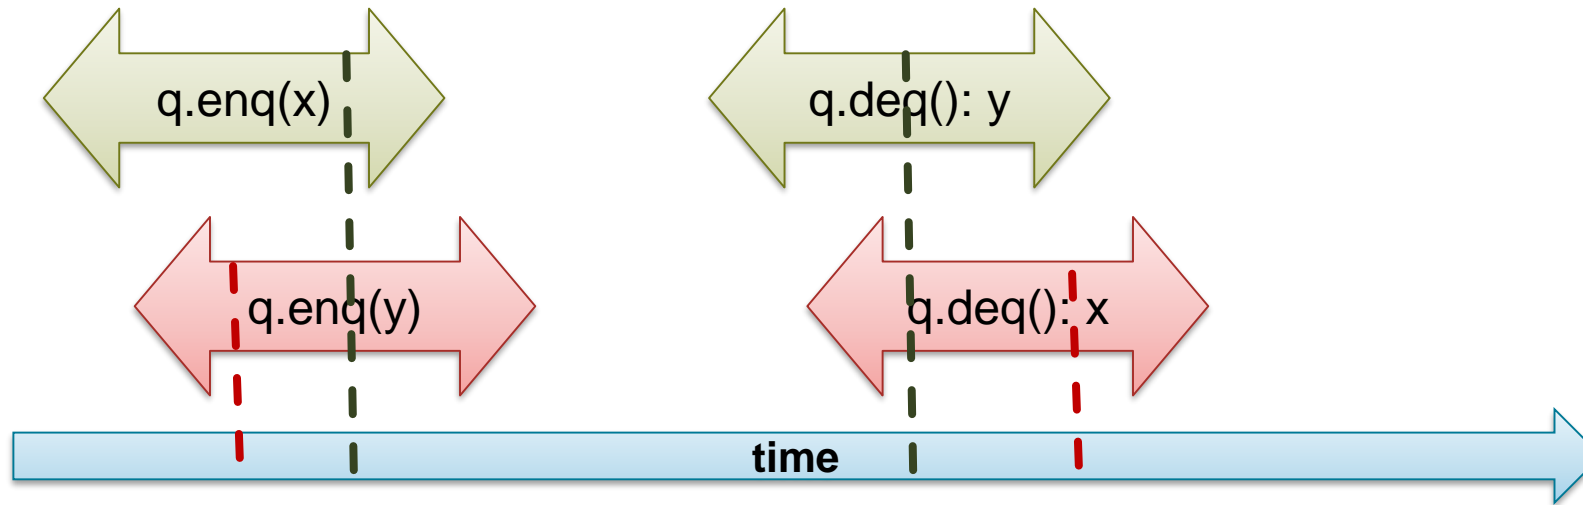 q.enq(x)
q.deq(): y
q.enq(y)
q.deq(): x
time